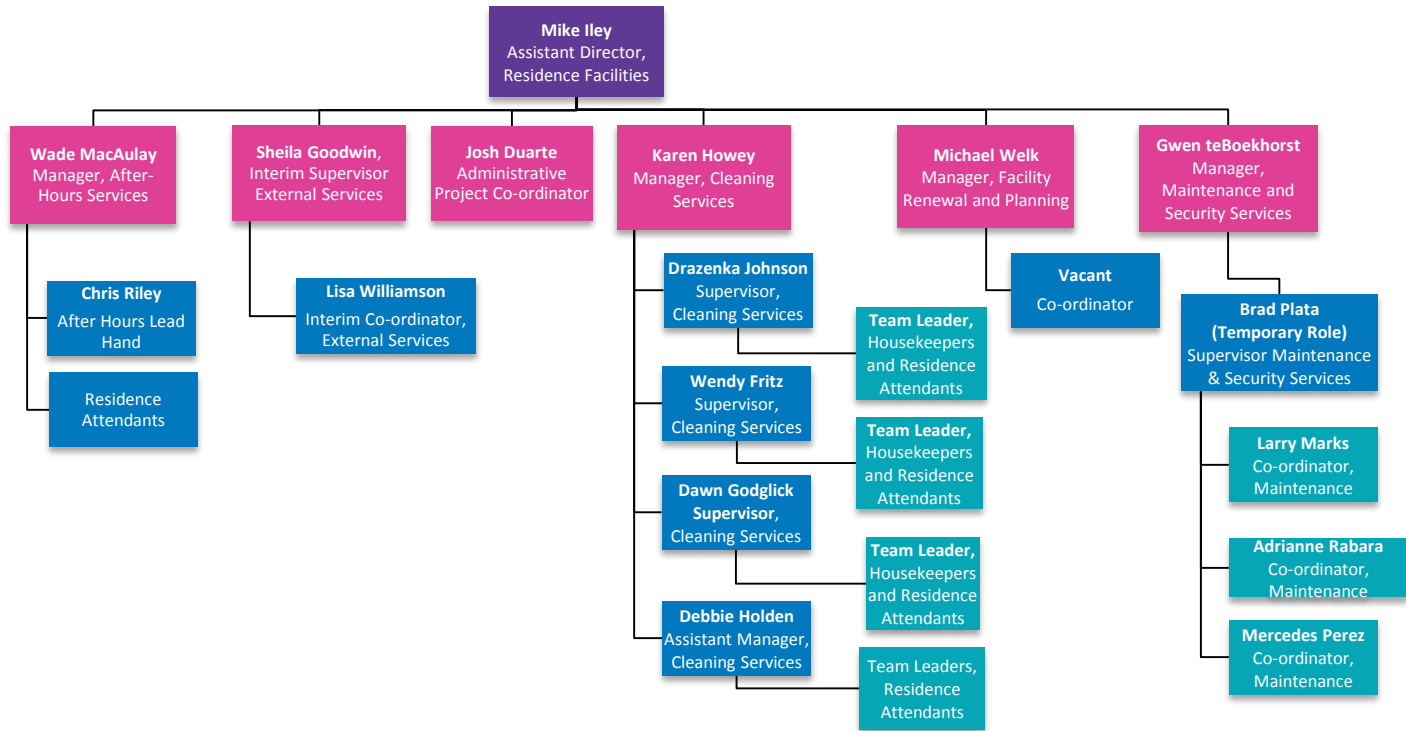 Mike Iley
Assistant Director,
Residence Facilities
Wade MacAulay
Manager, After-
Hours Services
Sheila Goodwin,
Interim Supervisor
External Services
Josh Duarte
Administrative
Project Co-ordinator
Karen Howey
Manager, Cleaning
Services
Michael Welk
Manager, Facility
Renewal and Planning
Gwen teBoekhorst
Manager,
Maintenance and
Security Services
Chris Riley
After Hours Lead
Hand
Residence
Attendants
Lisa Williamson
Interim Co-ordinator,
External Services
Drazenka Johnson
Supervisor,
Cleaning Services
Team Leader,
Housekeepers
and Residence
Attendants
Wendy Fritz
Supervisor,
Cleaning Services
Team Leader,
Housekeepers
and Residence
Attendants
Dawn Godglick
Supervisor,
Cleaning Services
Team Leader,
Housekeepers
and Residence
Attendants
Debbie Holden
Assistant Manager,
Cleaning Services
Team Leaders,
Residence
Attendants
Vacant
Co-ordinator
Brad Plata
(Temporary Role)
Supervisor Maintenance
& Security Services
Larry Marks
Co-ordinator,
Maintenance
Adrianne Rabara
Co-ordinator,
Maintenance
Mercedes Perez
Co-ordinator,
Maintenance